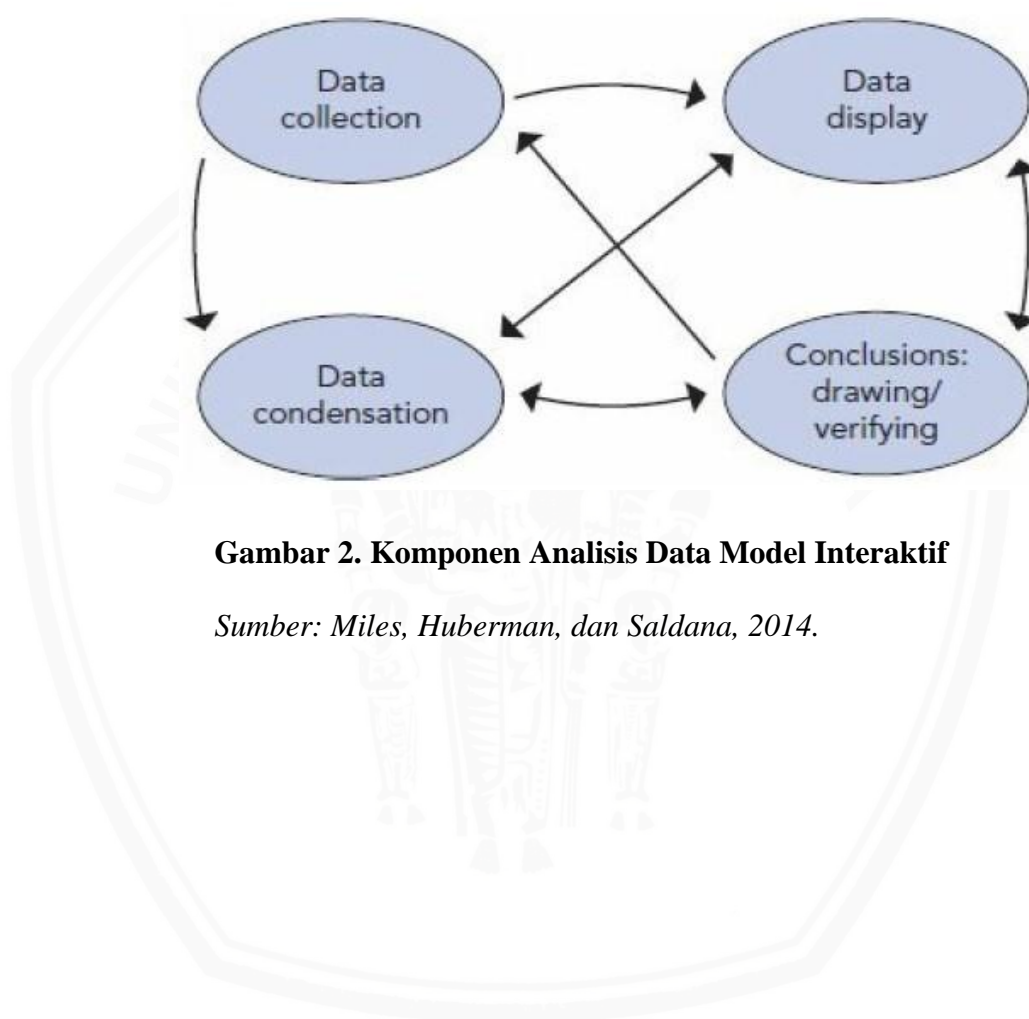 Data
collection
Data
display
Data
condensation
Conclusions:
drawing/
verifying
Gambar 2. Komponen Analisis Data Model Interaktif
Sumber: Miles, Huberman, dan Saldana, 2014.